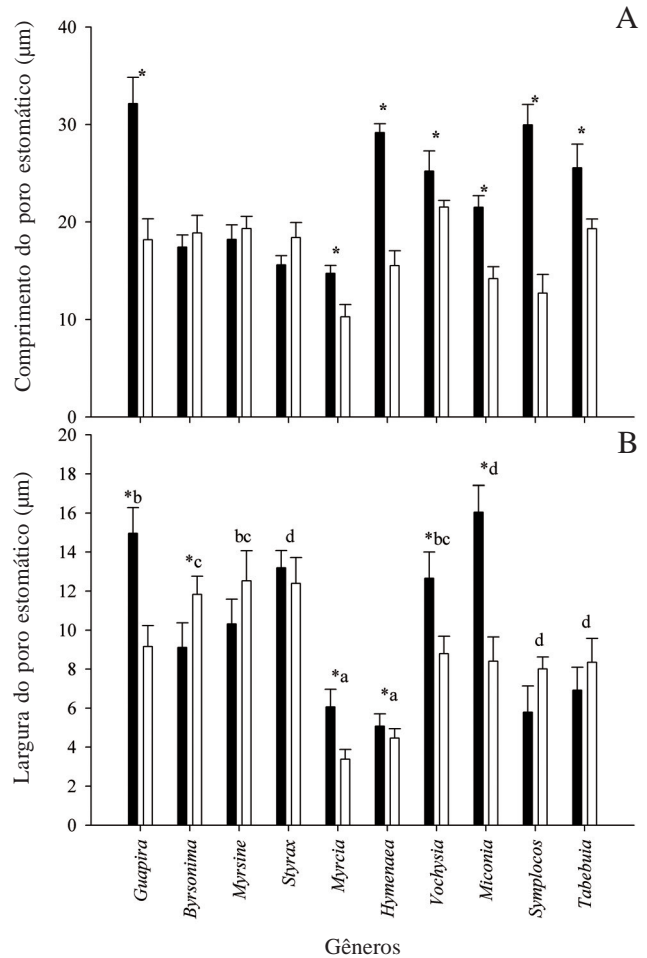 A
Comprimento do poro estomático (μm)
40
30
20
10
0
*
*
*
*
*
*
*
B
Largura do poro estomático (μm)
20
18
16
14
12
10
8
6
4
2
0
*b
*c
bc
d
*a
*a
*bc
*d
d
d
Guapira
Byrsonima
Myrsine
Styrax
Myrcia
Hymenaea
Vochysia
Miconia
Symplocos
Tabebuia
Gêneros